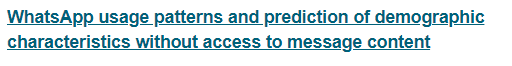 WhatsApp usage patterns and prediction of demographic
characteristics without access to message content